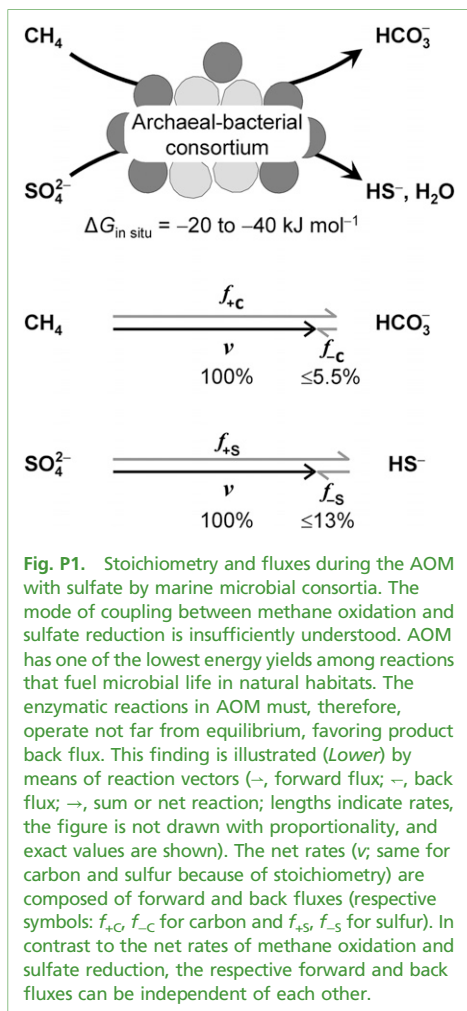 CH₄ HCO₃⁻
Archaeal-bacterial
consortium
SO₄²⁻ HS⁻, H₂O
ΔG in situ = −20 to −40 kJ mol⁻¹
f+C
CH₄ HCO₃⁻
v f−C
100% ≤5.5%
f+S
SO₄²⁻ HS⁻
v f−S
100% ≤13%
Fig. P1. Stoichiometry and fluxes during the AOM
with sulfate by marine microbial consortia. The
mode of coupling between methane oxidation and
sulfate reduction is insufficiently understood. AOM
has one of the lowest energy yields among reactions
that fuel microbial life in natural habitats. The
enzymatic reactions in AOM must, therefore,
operate not far from equilibrium, favoring product
back flux. This finding is illustrated (Lower) by
means of reaction vectors (⇀, forward flux; ↽, back
flux; →, sum or net reaction; lengths indicate rates,
the figure is not drawn with proportionality, and
exact values are shown). The net rates (v; same for
carbon and sulfur because of stoichiometry) are
composed of forward and back fluxes (respective
symbols: f+C, f−C for carbon and f+S, f−S for sulfur). In
contrast to the net rates of methane oxidation and
sulfate reduction, the respective forward and back
fluxes can be independent of each other.